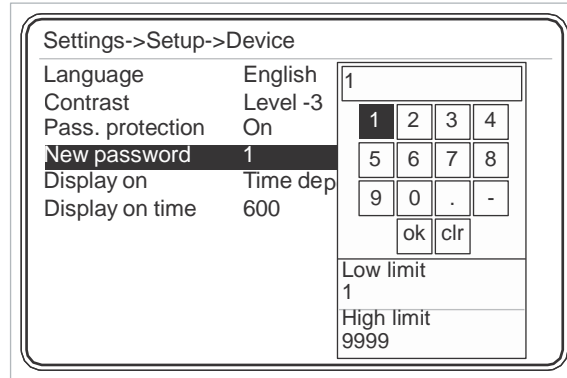 Settings->Setup->Device
Language English
Contrast Level -3
Pass. protection On
New password 1
Display on Time dep
Display on time 600
1
1 2 3 4
5 6 7 8
9 0 . -
ok clr
Low limit
1
High limit
9999